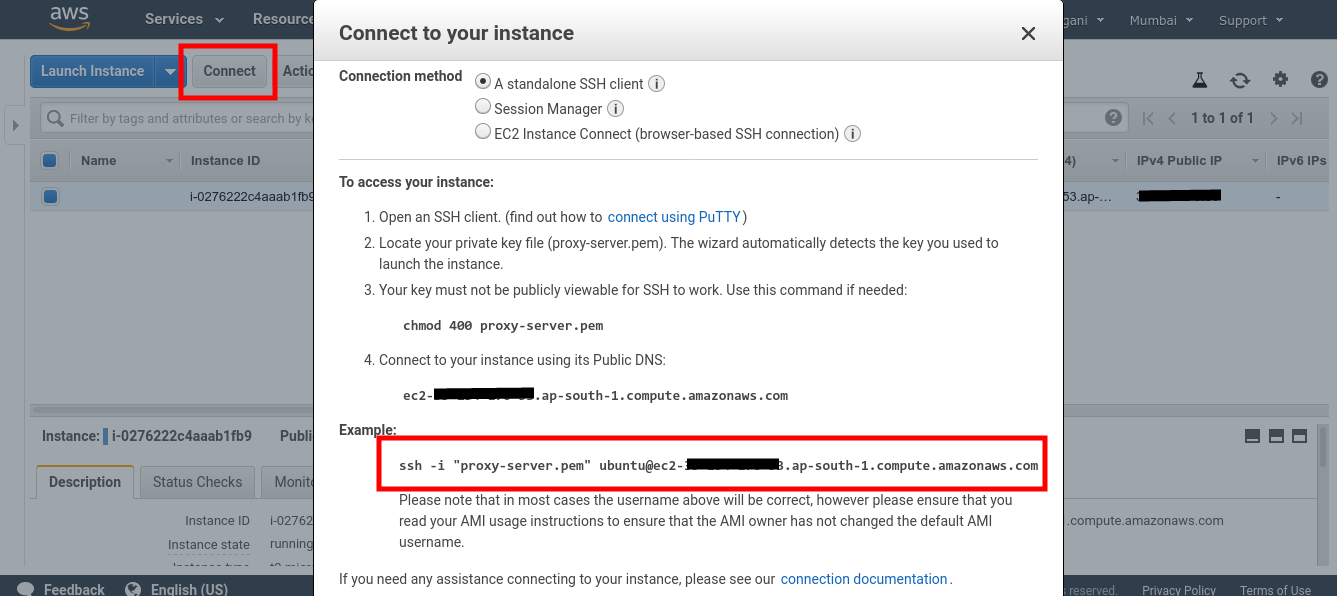 aws
Services
Resource
gani
Mumbai
Support
Connect to your instance
Launch Instance
Connect
Actio
Connection method
A standalone SSH client
Session Manager
EC2 Instance Connect (browser-based SSH connection)
Filter by tags and attributes or search by ke
1 to 1 of 1
Name
Instance ID
4)
IPv4 Public IP
IPv6 IPs
i-0276222c4aaab1fb9
53.ap-...
-
To access your instance:
1. Open an SSH client. (find out how to connect using PuTTY)
2. Locate your private key file (proxy-server.pem). The wizard automatically detects the key you used to
launch the instance.
3. Your key must not be publicly viewable for SSH to work. Use this command if needed:
chmod 400 proxy-server.pem
4. Connect to your instance using its Public DNS:
ec2-
.ap-south-1.compute.amazonaws.com
Example:
ssh -i "proxy-server.pem" ubuntu@ec2-
.ap-south-1.compute.amazonaws.com
Please note that in most cases the username above will be correct, however please ensure that you
read your AMI usage instructions to ensure that the AMI owner has not changed the default AMI
username.
If you need any assistance connecting to your instance, please see our connection documentation.
Instance: i-0276222c4aaab1fb9
Publi
Description
Status Checks
Monito
Instance ID
i-02762
.compute.amazonaws.com
Instance state
running
Instance type
Feedback
English (US)
s reserved.
Privacy Policy
Terms of Use